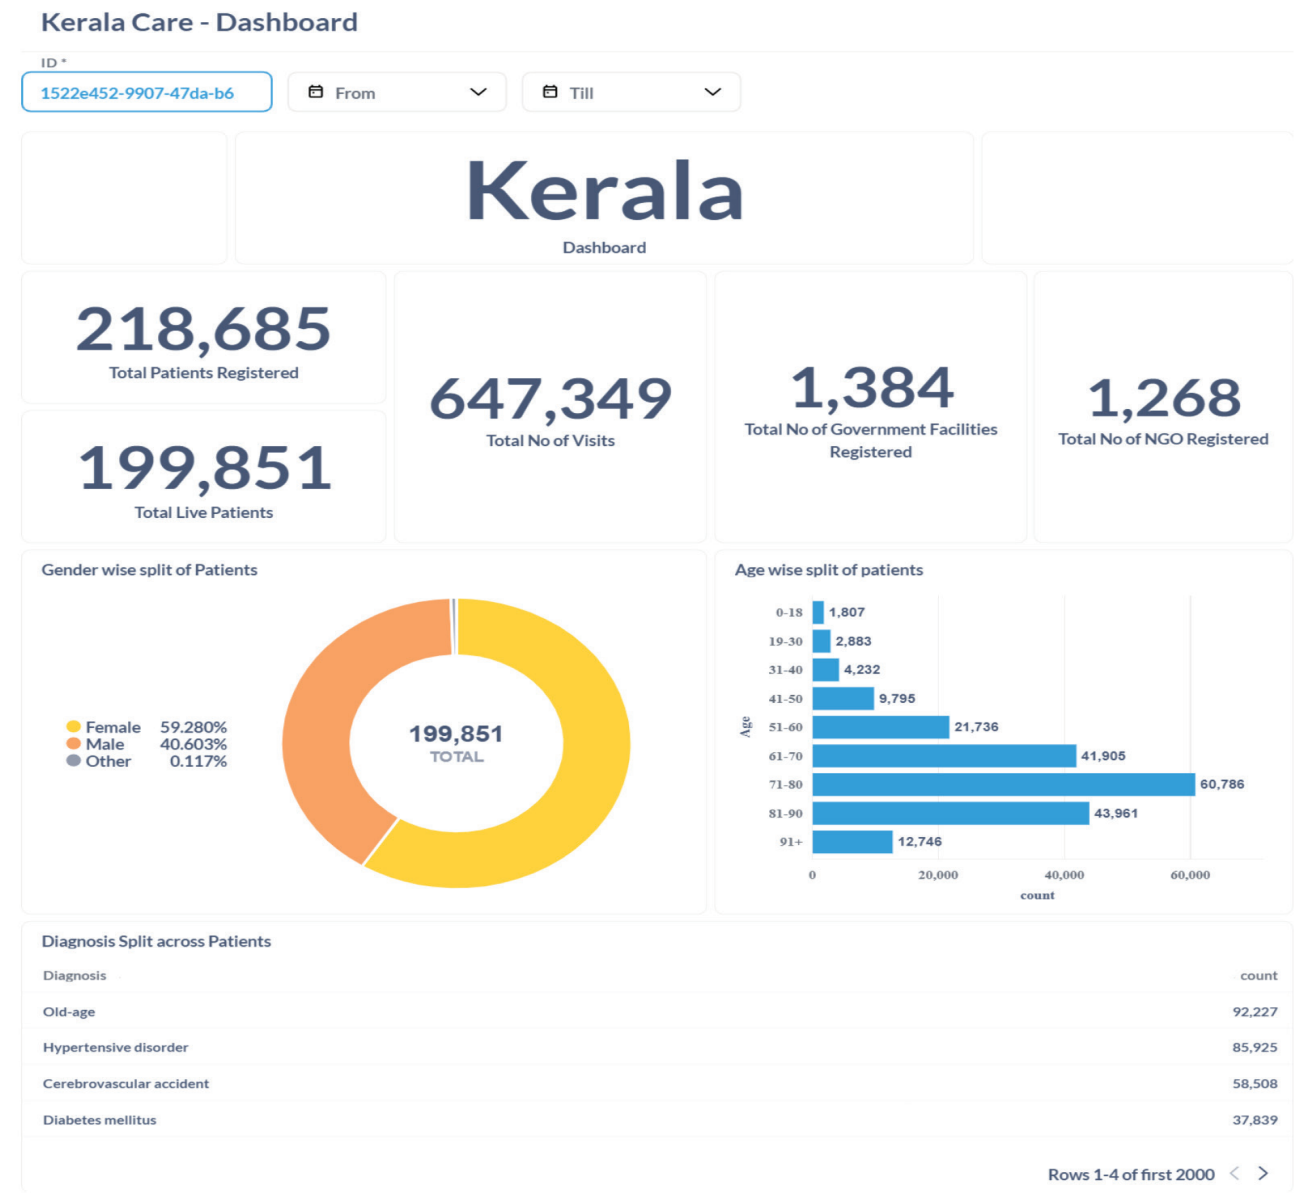 Kerala Care - Dashboard
ID *
1522e452-9907-47da-b6
From
Till
Kerala
Dashboard
218,685
Total Patients Registered
199,851
Total Live Patients
647,349
Total No of Visits
1,384
Total No of Government Facilities
Registered
1,268
Total No of NGO Registered
Gender wise split of Patients
Female 59.280%
Male 40.603%
Other 0.117%
199,851
TOTAL
Age wise split of patients
Age
0-18 1,807
19-30 2,883
31-40 4,232
41-50 9,795
51-60 21,736
61-70 41,905
71-80 60,786
81-90 43,961
91+ 12,746
0 20,000 40,000 60,000
count
Diagnosis Split across Patients
Diagnosis count
Old-age 92,227
Hypertensive disorder 85,925
Cerebrovascular accident 58,508
Diabetes mellitus 37,839
Rows 1-4 of first 2000